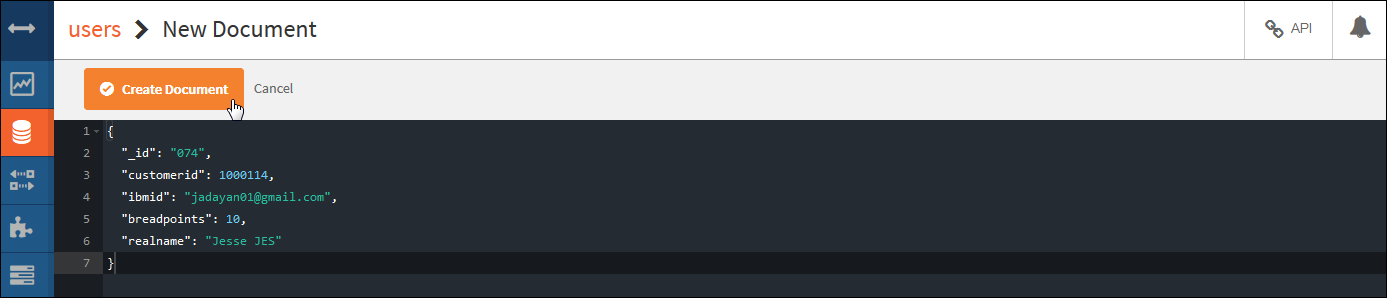 users > New Document
API
Create Document
Cancel
1 {
2 "_id": "074",
3 "customerid": 1000114,
4 "ibmid": "jadayan01@gmail.com",
5 "breadpoints": 10,
6 "realname": "Jesse JES"
7 }